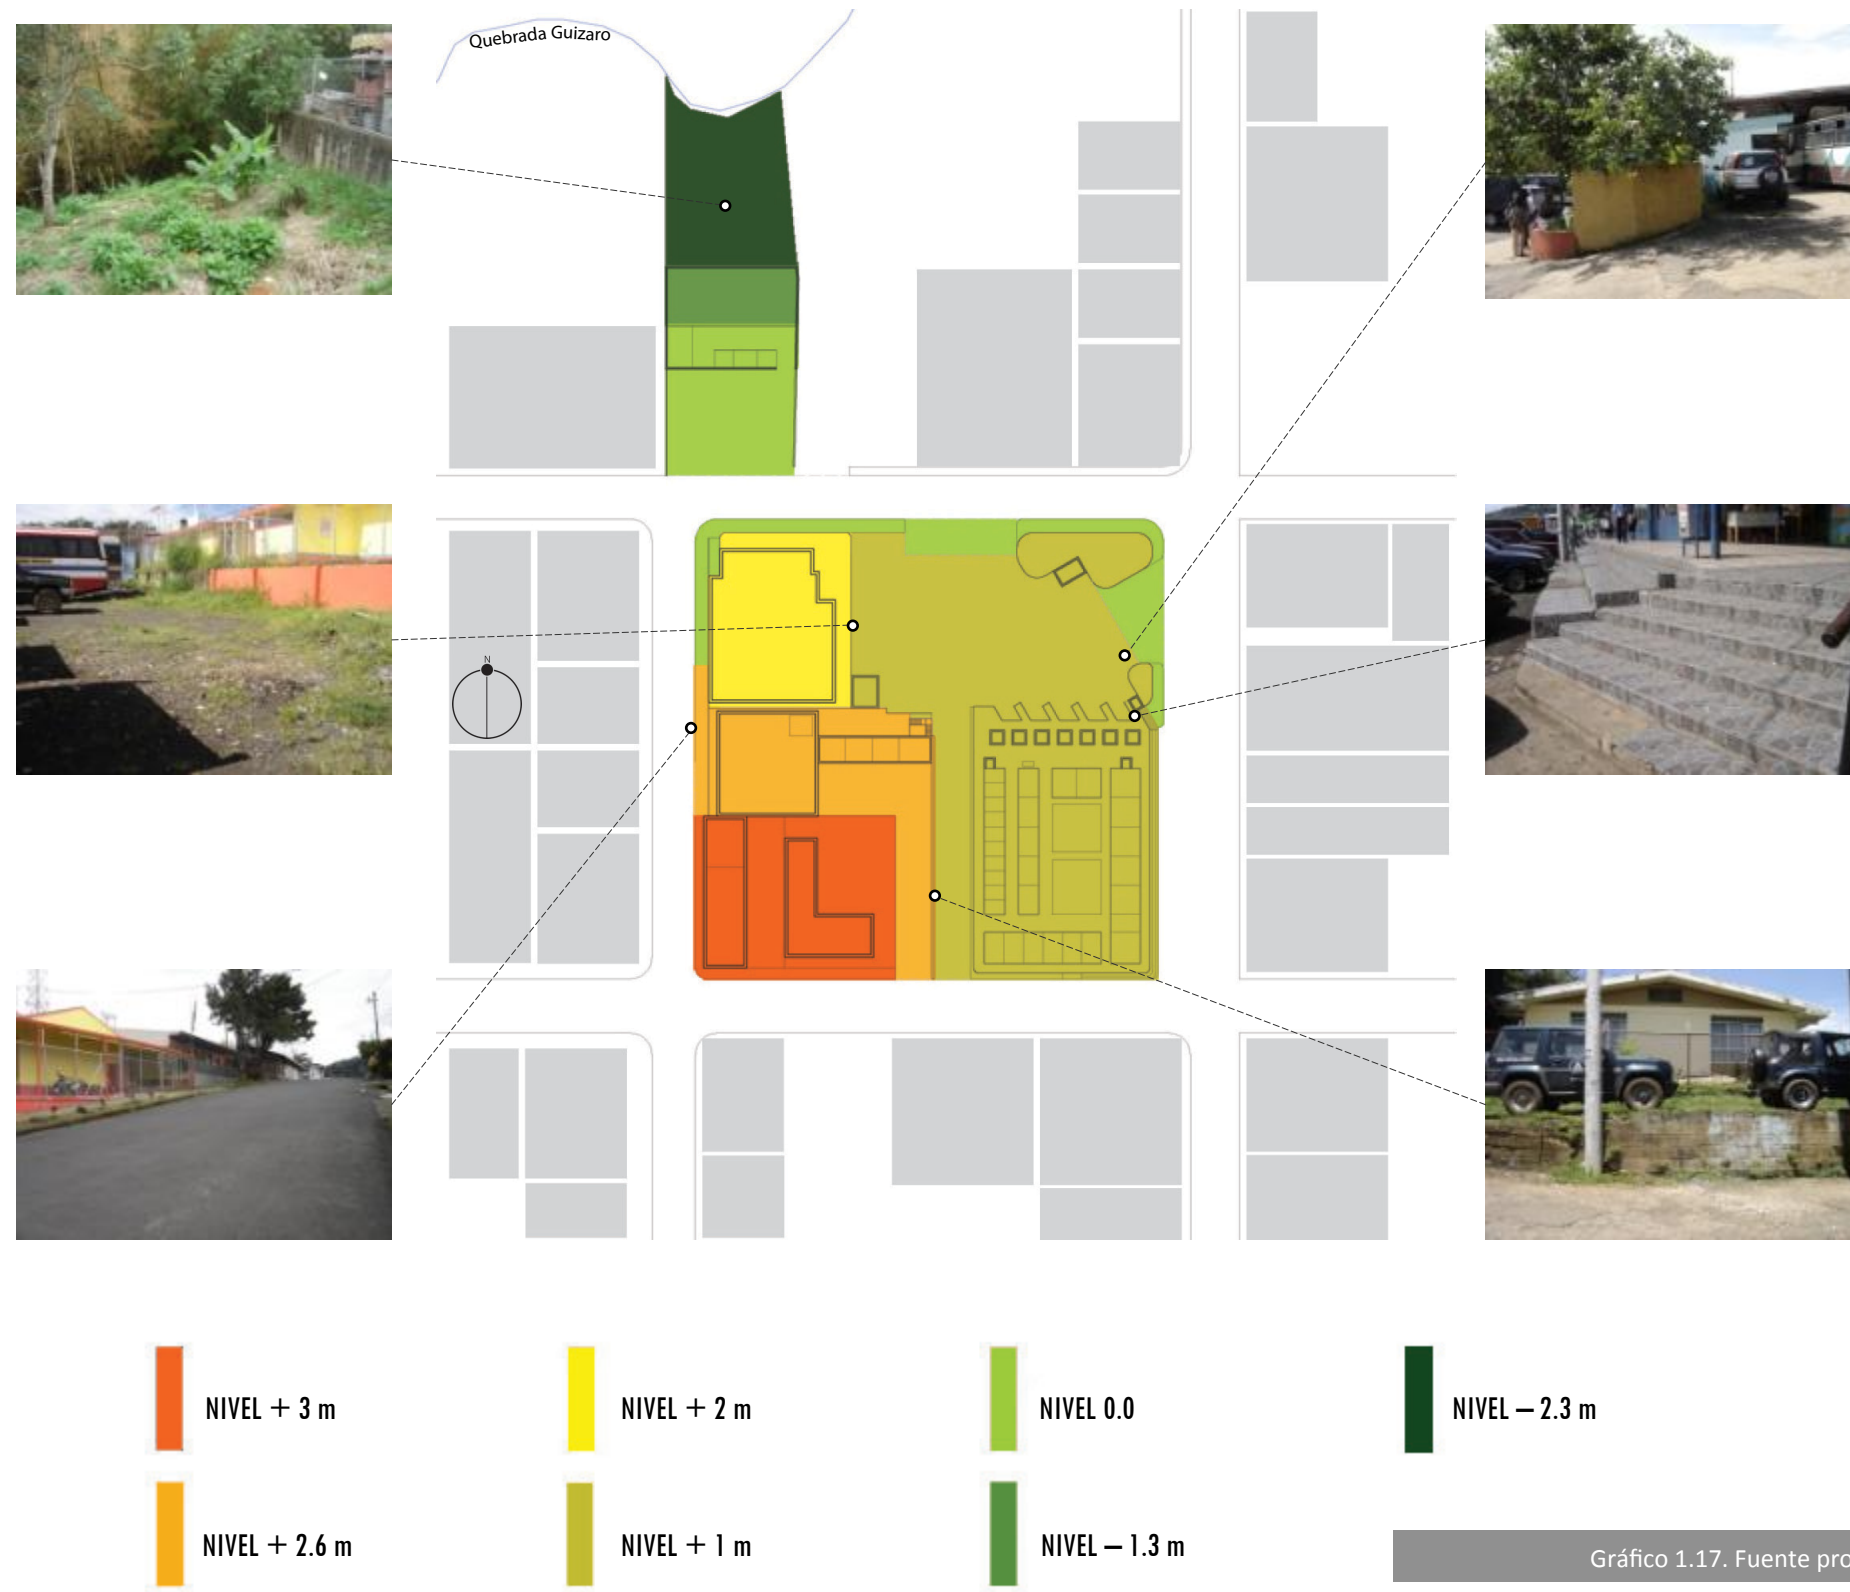 Quebrada Guizaro
N
NIVEL + 3 m
NIVEL + 2 m
NIVEL 0.0
NIVEL – 2.3 m
NIVEL + 2.6 m
NIVEL + 1 m
NIVEL – 1.3 m
Gráfico 1.17. Fuente pro